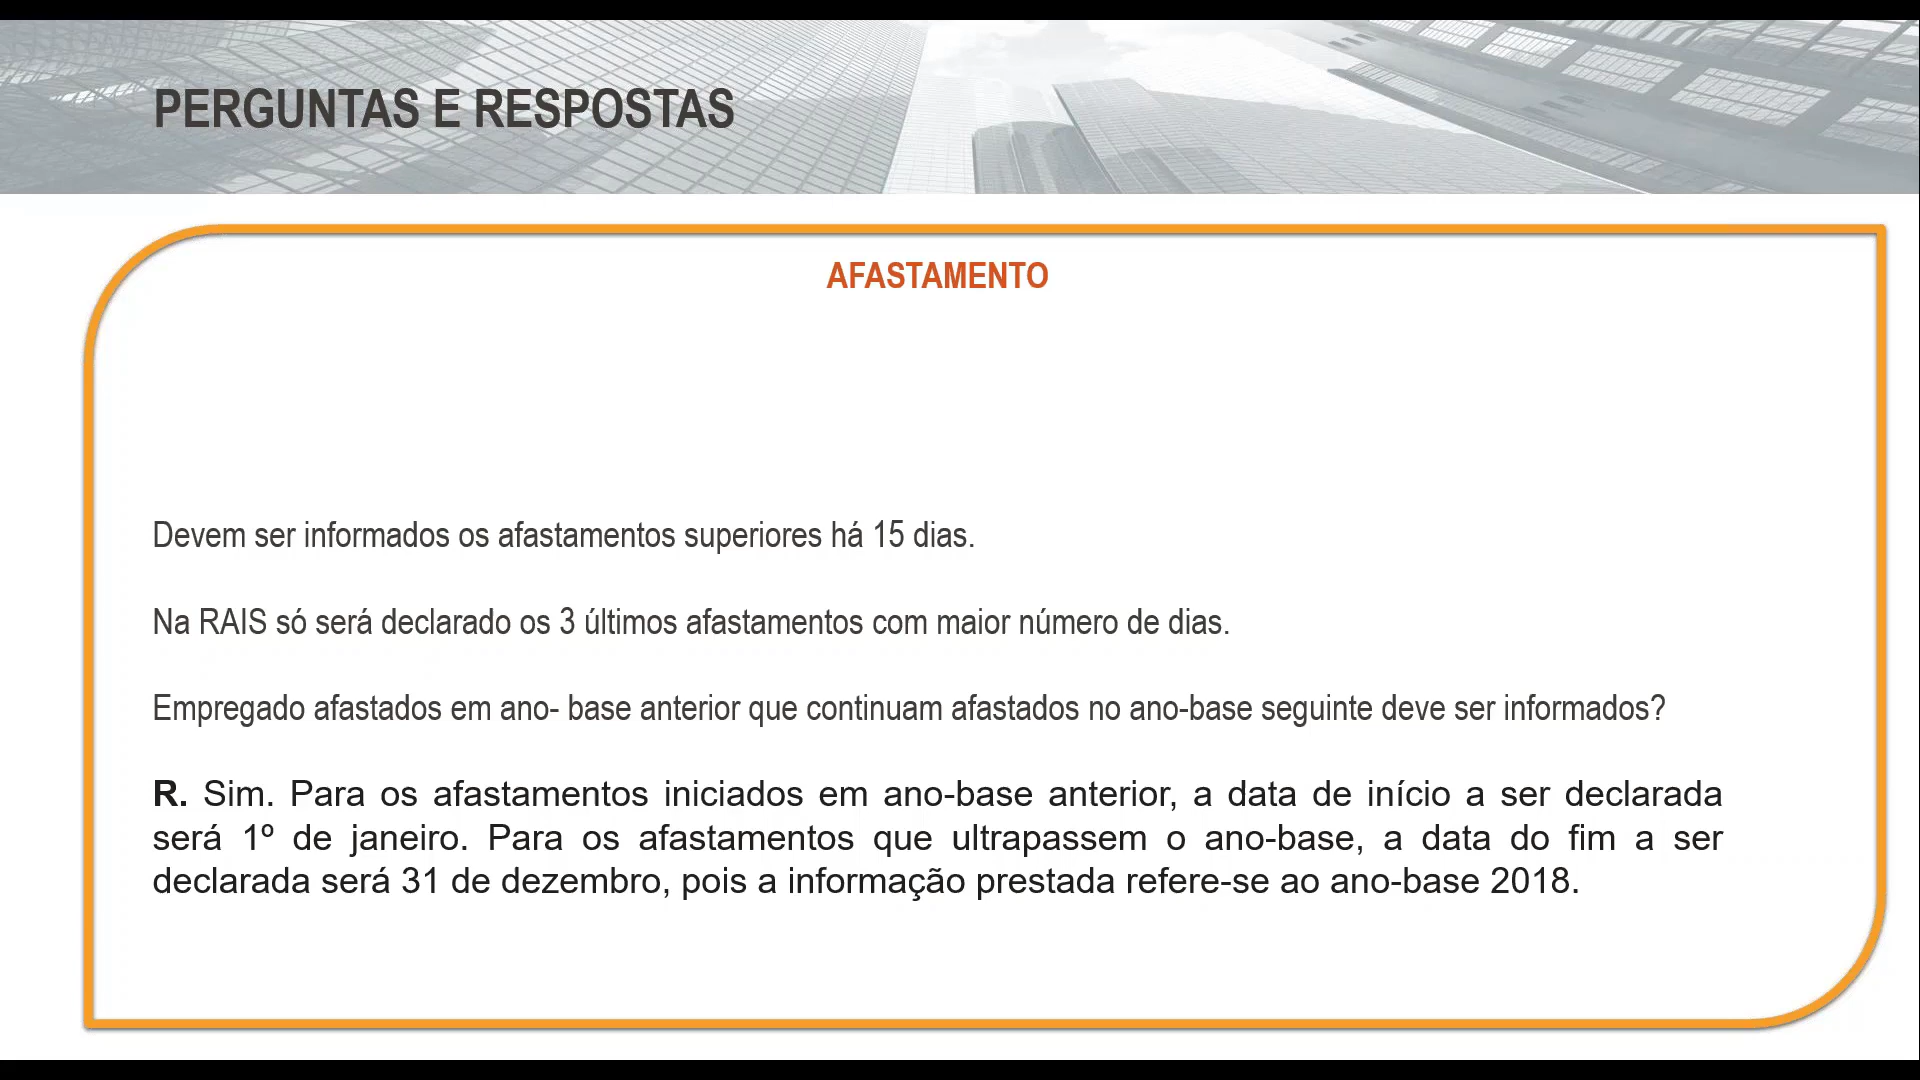 PERGUNTAS E RESPOSTAS
AFASTAMENTO
Devem ser informados os afastamentos superiores há 15 dias.
Na RAIS só será declarado os 3 últimos afastamentos com maior número de dias.
Empregado afastados em ano- base anterior que continuam afastados no ano-base seguinte deve ser informados?
R. Sim. Para os afastamentos iniciados em ano-base anterior, a data de início a ser declarada
será 1º de janeiro. Para os afastamentos que ultrapassem o ano-base, a data do fim a ser
declarada será 31 de dezembro, pois a informação prestada refere-se ao ano-base 2018.